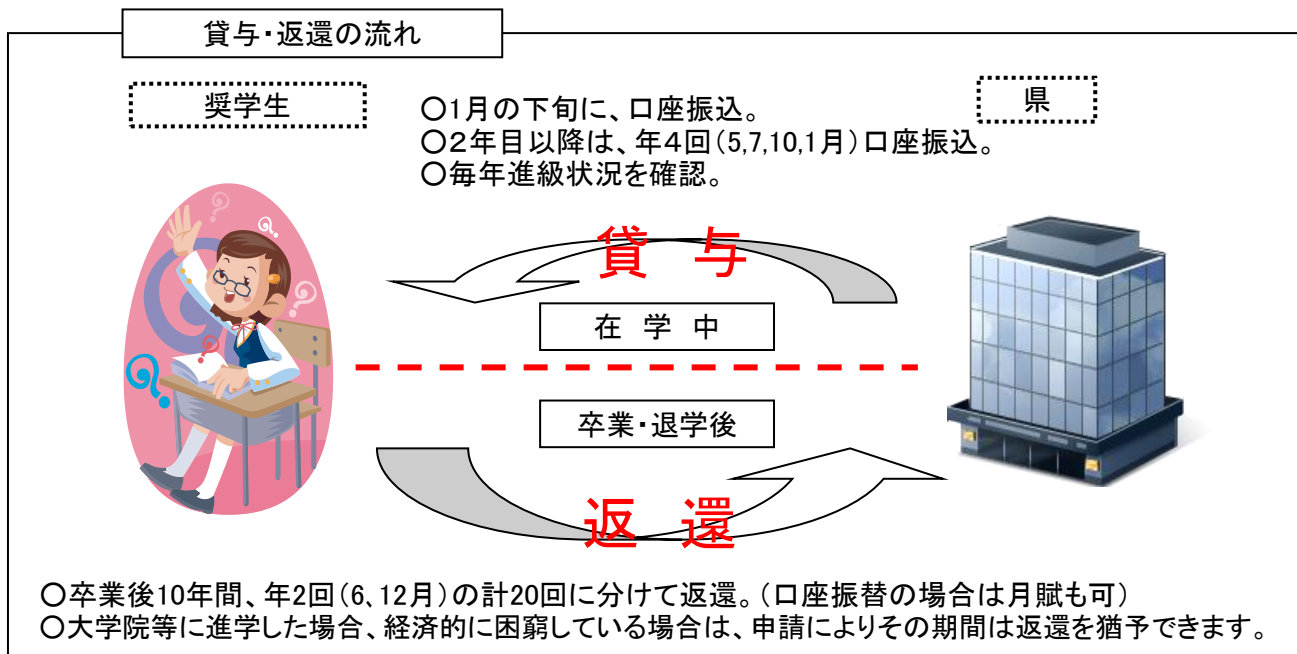 貸与・返還の流れ
奨学生
県
○1月の下旬に、口座振込。
○2年目以降は、年4回(5,7,10,1月)口座振込。
○毎年進級状況を確認。
貸 与
在 学 中
卒業・退学後
返 還
○卒業後10年間、年2回(6、12月)の計20回に分けて返還。(口座振替の場合は月賦も可)
○大学院等に進学した場合、経済的に困窮している場合は、申請によりその期間は返還を猶予できます。